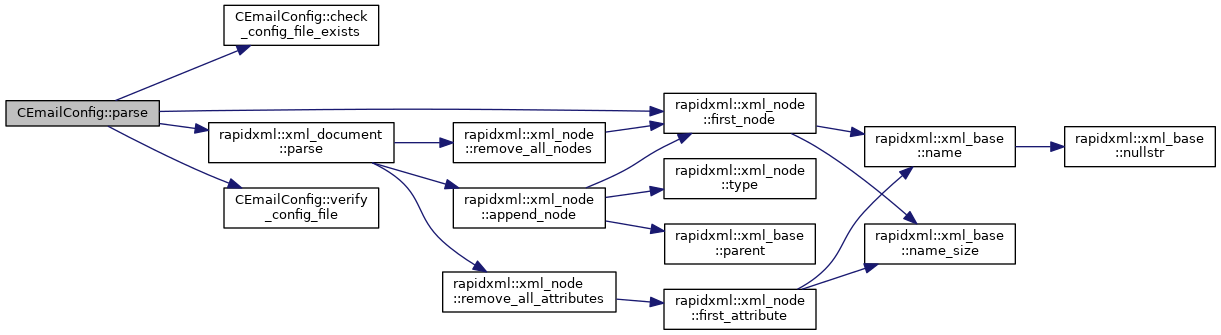 CEmailConfig::check
_config_file_exists
CEmailConfig::parse
rapidxml::xml_document
::parse
CEmailConfig::verify
_config_file
rapidxml::xml_node
::remove_all_nodes
rapidxml::xml_node
::append_node
rapidxml::xml_node
::remove_all_attributes
rapidxml::xml_node
::first_node
rapidxml::xml_node
::type
rapidxml::xml_base
::parent
rapidxml::xml_node
::first_attribute
rapidxml::xml_base
::name
rapidxml::xml_base
::name_size
rapidxml::xml_base
::nullstr